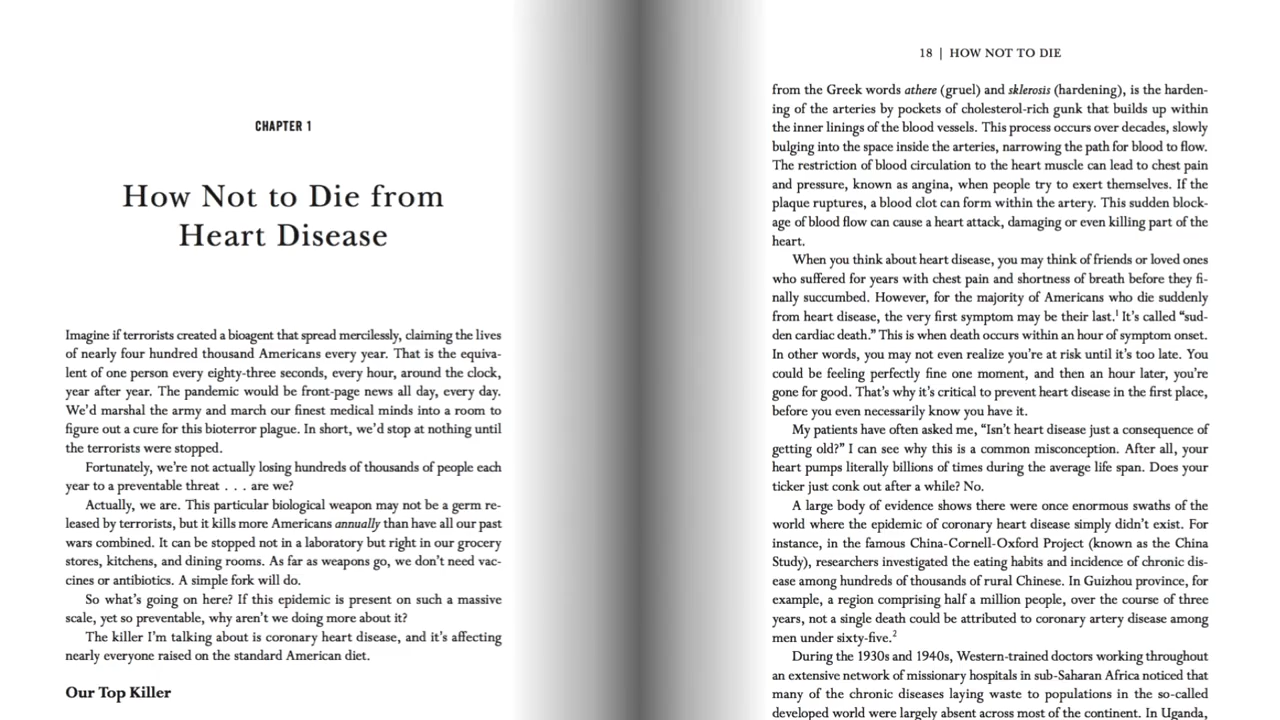 CHAPTER 1
How Not to Die from
Heart Disease
Imagine if terrorists created a bioagent that spread mercilessly, claiming the lives
of nearly four hundred thousand Americans every year. That is the equiva-
lent of one person every eighty-three seconds, every hour, around the clock,
year after year. The pandemic would be front-page news all day, every day.
We'd marshal the army and march our finest medical minds into a room to
figure out a cure for this bioterror plague. In short, we'd stop at nothing until
the terrorists were stopped.
Fortunately, we're not actually losing hundreds of thousands of people each
year to a preventable threat . . . are we?
Actually, we are. This particular biological weapon may not be a germ re-
leased by terrorists, but it kills more Americans annually than have all our past
wars combined. It can be stopped not in a laboratory but right in our grocery
stores, kitchens, and dining rooms. As far as weapons go, we don't need vac-
cines or antibiotics. A simple fork will do.
So what's going on here? If this epidemic is present on such a massive
scale, yet so preventable, why aren't we doing more about it?
The killer I'm talking about is coronary heart disease, and it's affecting
nearly everyone raised on the standard American diet.
Our Top Killer
18 | HOW NOT TO DIE
from the Greek words athere (gruel) and sklerosis (hardening), is the harden-
ing of the arteries by pockets of cholesterol-rich gunk that builds up within
the inner linings of the blood vessels. This process occurs over decades, slowly
bulging into the space inside the arteries, narrowing the path for blood to flow.
The restriction of blood circulation to the heart muscle can lead to chest pain
and pressure, known as angina, when people try to exert themselves. If the
plaque ruptures, a blood clot can form within the artery. This sudden block-
age of blood flow can cause a heart attack, damaging or even killing part of the
heart.
When you think about heart disease, you may think of friends or loved ones
who suffered for years with chest pain and shortness of breath before they fi-
nally succumbed. However, for the majority of Americans who die suddenly
from heart disease, the very first symptom may be their last.1 It's called “sud-
den cardiac death.” This is when death occurs within an hour of symptom onset.
In other words, you may not even realize you're at risk until it's too late. You
could be feeling perfectly fine one moment, and then an hour later, you're
gone for good. That's why it's critical to prevent heart disease in the first place,
before you even necessarily know you have it.
My patients have often asked me, “Isn't heart disease just a consequence of
getting old?” I can see why this is a common misconception. After all, your
heart pumps literally billions of times during the average life span. Does your
ticker just conk out after a while? No.
A large body of evidence shows there were once enormous swaths of the
world where the epidemic of coronary heart disease simply didn't exist. For
instance, in the famous China-Cornell-Oxford Project (known as the China
Study), researchers investigated the eating habits and incidence of chronic dis-
ease among hundreds of thousands of rural Chinese. In Guizhou province, for
example, a region comprising half a million people, over the course of three
years, not a single death could be attributed to coronary artery disease among
men under sixty-five.2
During the 1930s and 1940s, Western-trained doctors working throughout
an extensive network of missionary hospitals in sub-Saharan Africa noticed that
many of the chronic diseases laying waste to populations in the so-called
developed world were largely absent across most of the continent. In Uganda,